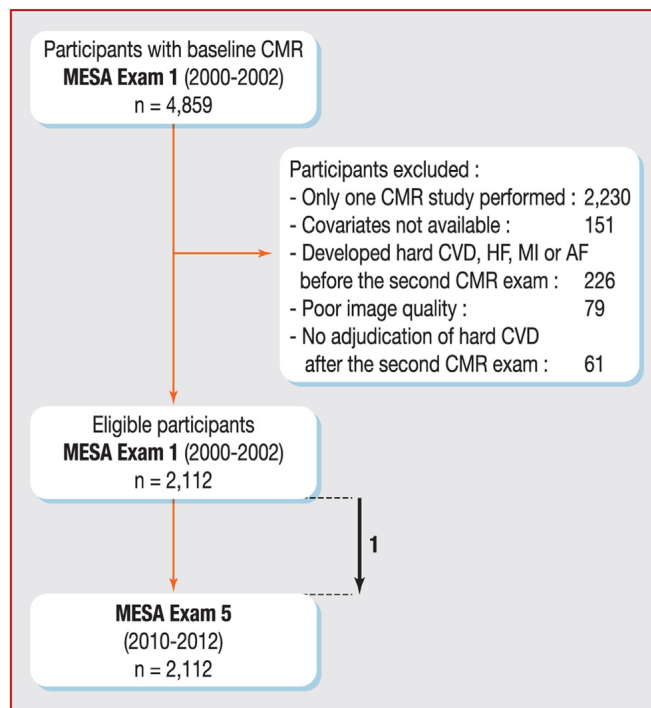 Participants with baseline CMR
MESA Exam 1 (2000-2002)
n = 4,859
Participants excluded :
- Only one CMR study performed : 2,230
- Covariates not available : 151
- Developed hard CVD, HF, MI or AF
before the second CMR exam : 226
- Poor image quality : 79
- No adjudication of hard CVD
after the second CMR exam : 61
Eligible participants
MESA Exam 1 (2000-2002)
n = 2,112
1
MESA Exam 5
(2010-2012)
n = 2,112